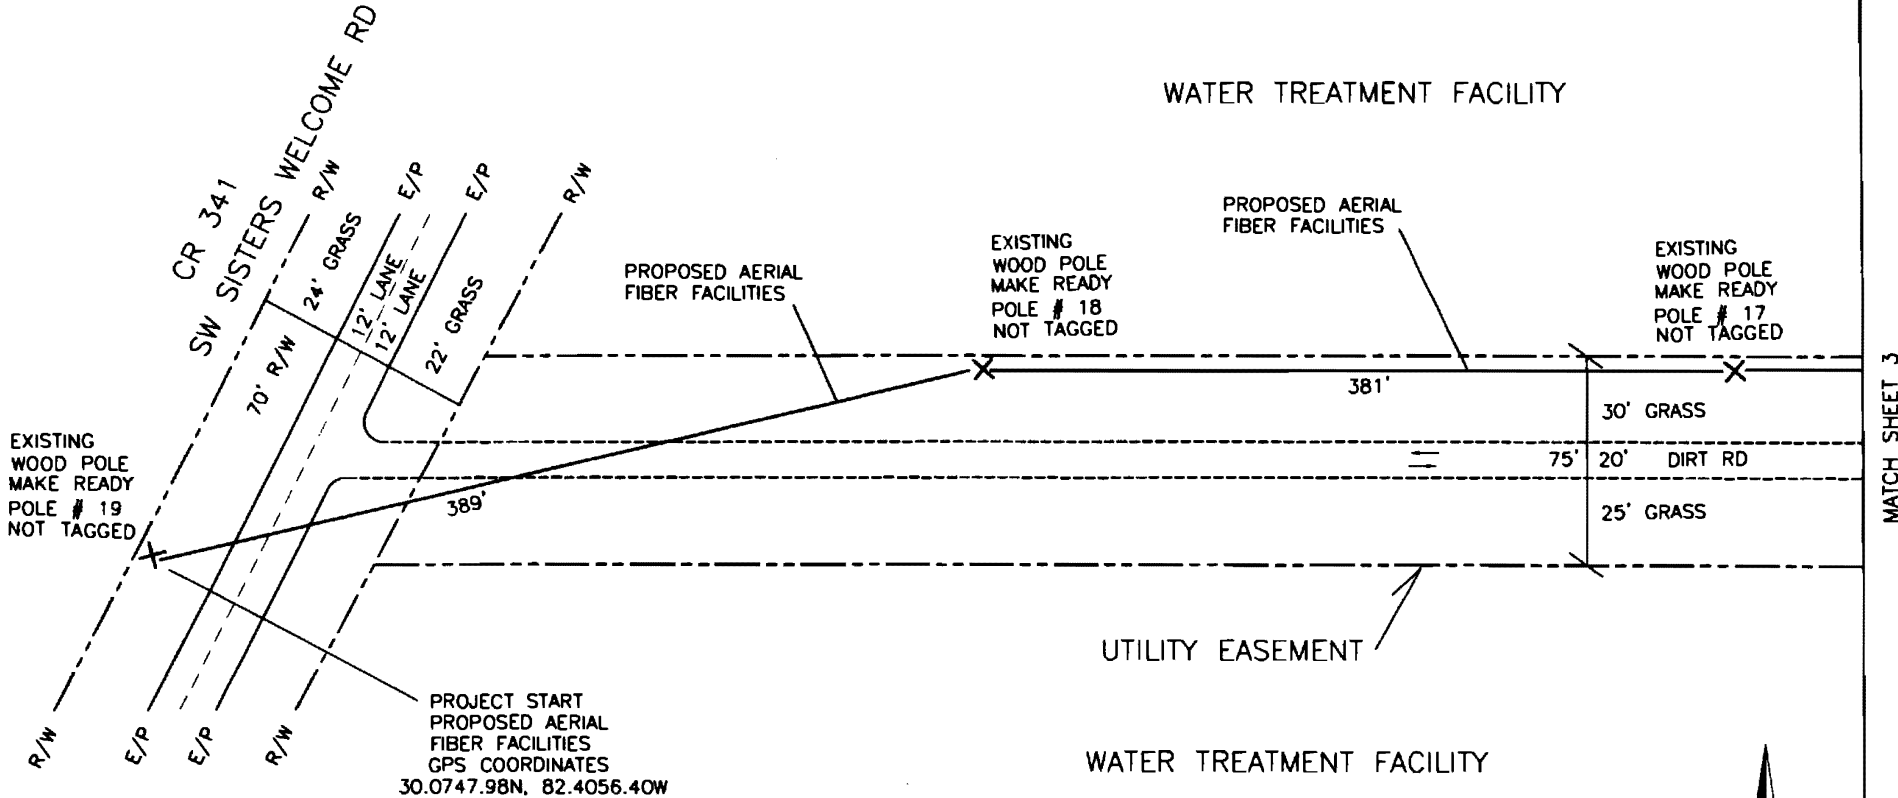 CR 341
SW SISTERS WELCOME RD
R/W
E/P
E/P
R/W
24' GRASS
12' LANE
12' LANE
22' GRASS
70' R/W
WATER TREATMENT FACILITY
PROPOSED AERIAL
FIBER FACILITIES
EXISTING
WOOD POLE
MAKE READY
POLE # 18
NOT TAGGED
PROPOSED AERIAL
FIBER FACILITIES
EXISTING
WOOD POLE
MAKE READY
POLE # 17
NOT TAGGED
381'
30' GRASS
75'
20'
DIRT RD
25' GRASS
MATCH SHEET 3
EXISTING
WOOD POLE
MAKE READY
POLE # 19
NOT TAGGED
389'
UTILITY EASEMENT
R/W
E/P
E/P
R/W
PROJECT START
PROPOSED AERIAL
FIBER FACILITIES
GPS COORDINATES
30.0747.98N, 82.4056.40W
WATER TREATMENT FACILITY